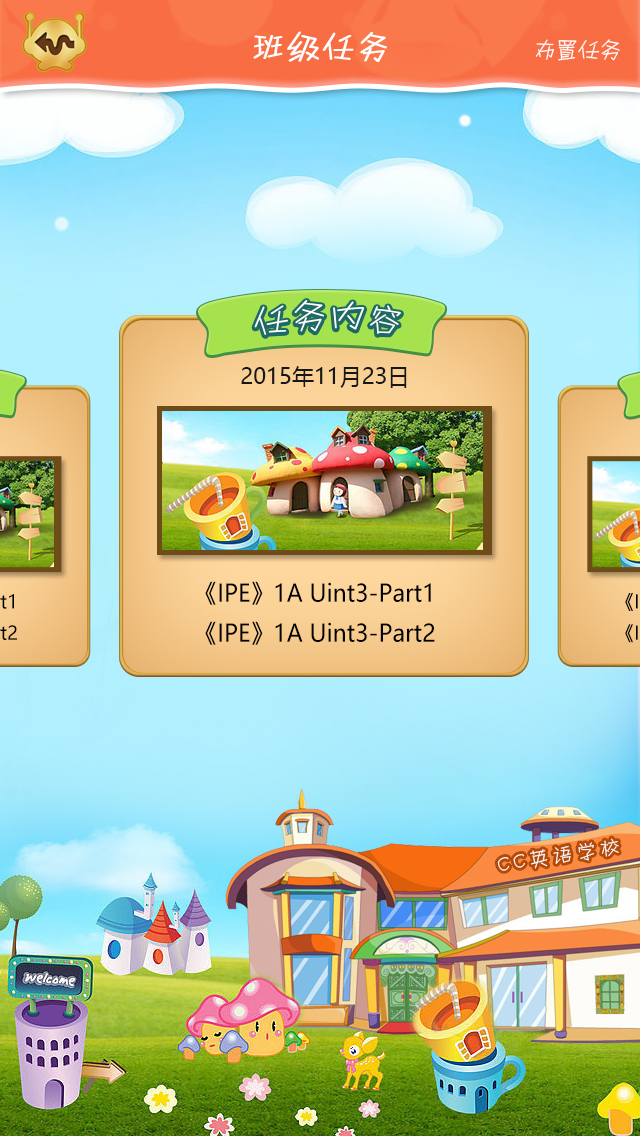 班级任务
布置任务
任务内容
2015年11月23日
《IPE》1A Uint3-Part1
《IPE》1A Uint3-Part2
t1
t2
《I
《I
CC英语学校
welcome